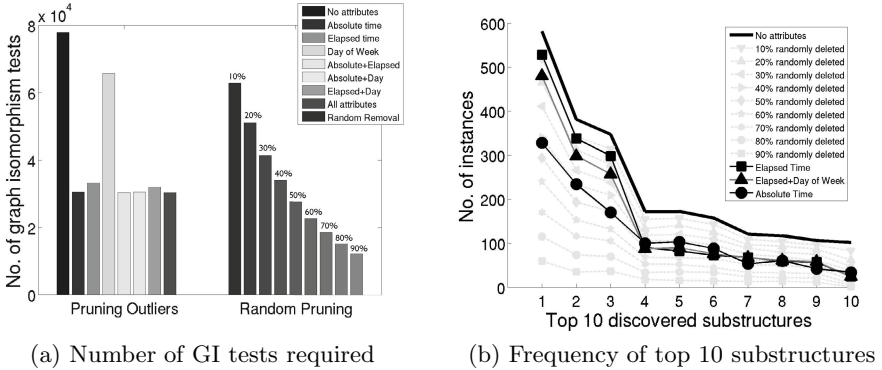 x 10⁴
8
6
4
2
0
No. of graph isomorphism tests
No attributes
Absolute time
Elapsed time
Day of Week
Absolute+Elapsed
Absolute+Day
Elapsed+Day
All attributes
Random Removal
10%
20%
30%
40%
50%
60%
70%
80%
90%
Pruning Outliers
Random Pruning
(a) Number of GI tests required
600
500
400
300
200
100
0
No. of instances
No attributes
10% randomly deleted
20% randomly deleted
30% randomly deleted
40% randomly deleted
50% randomly deleted
60% randomly deleted
70% randomly deleted
80% randomly deleted
90% randomly deleted
Elapsed Time
Elapsed+Day of Week
Absolute Time
1 2 3 4 5 6 7 8 9 10
Top 10 discovered substructures
(b) Frequency of top 10 substructures